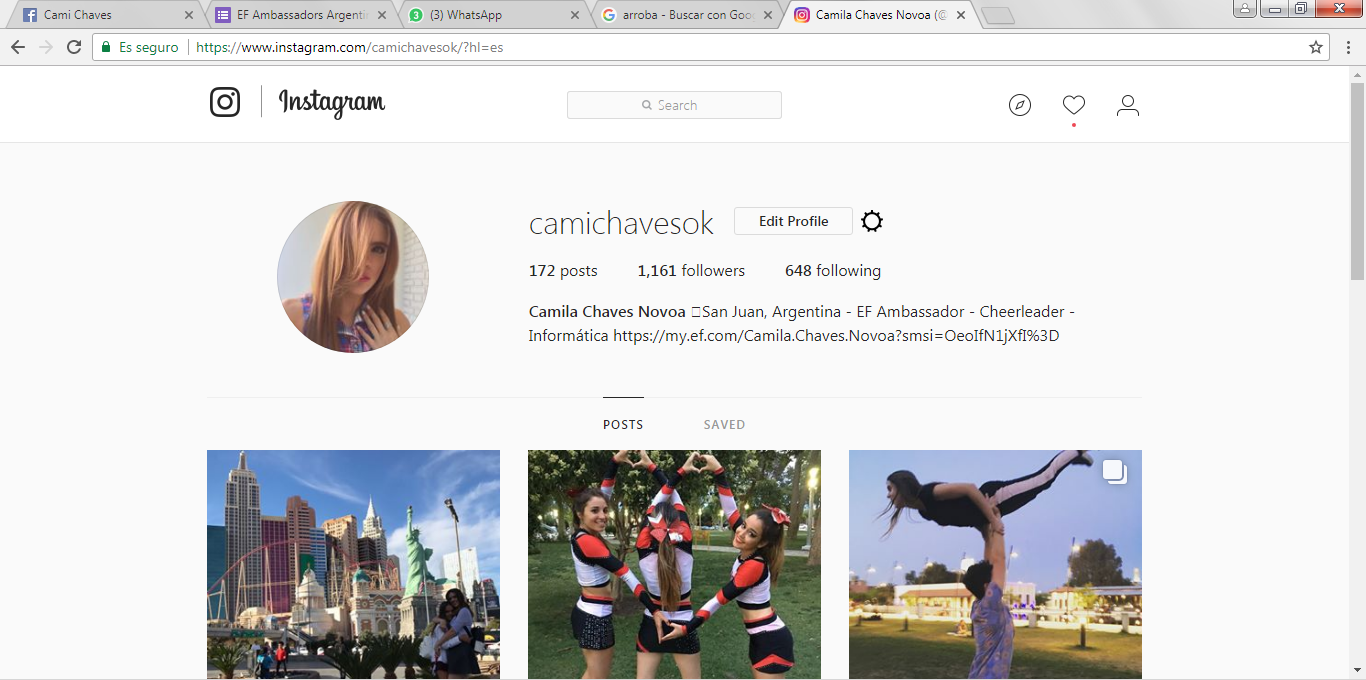 Cami Chaves
EF Ambassadors Argenti
(3) WhatsApp
arroba - Buscar con Goo
Camila Chaves Novoa (@
Es seguro
https://www.instagram.com/camichavesok/?hl=es
Instagram
Search
camichavesok
Edit Profile
172 posts 1,161 followers 648 following
Camila Chaves Novoa San Juan, Argentina - EF Ambassador - Cheerleader -
Informática https://my.ef.com/Camila.Chaves.Novoa?smsi=OeoIfN1jXfI%3D
POSTS SAVED